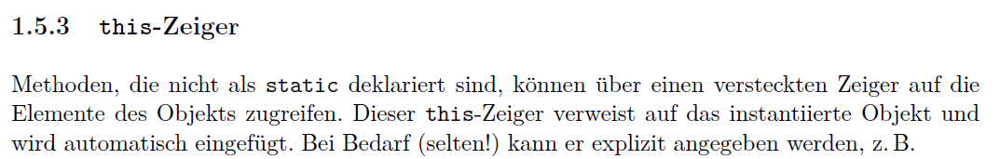 1.5.3 this-Zeiger
Methoden, die nicht als static deklariert sind, können über einen versteckten Zeiger auf die
Elemente des Objekts zugreifen. Dieser this-Zeiger verweist auf das instantiierte Objekt und
wird automatisch eingefügt. Bei Bedarf (selten!) kann er explizit angegeben werden, z. B.